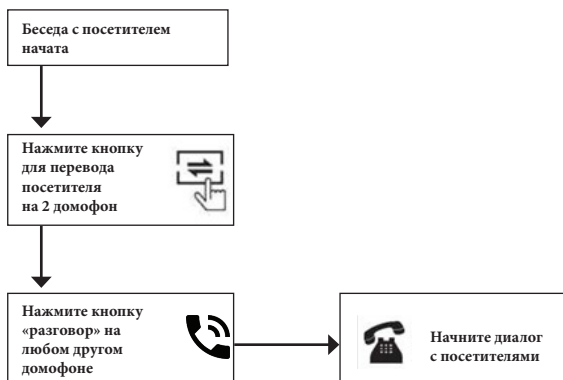 Беседа с посетителем
начата
Нажмите кнопку
для перевода
посетителя
на 2 домофон
Нажмите кнопку
«разговор» на
любом другом
домофоне
Начните диалог
с посетителями